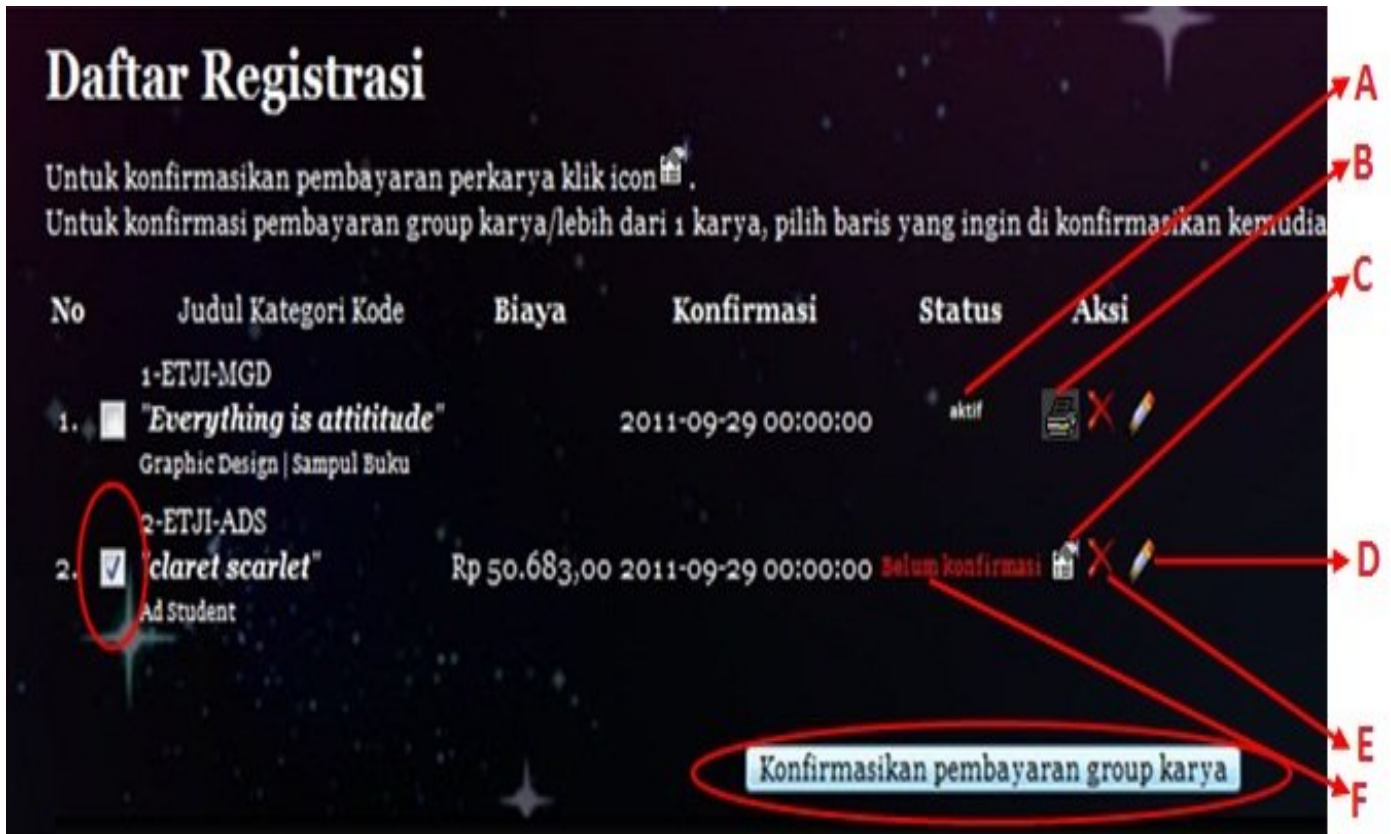 Daftar Registrasi
Untuk konfirmasikan pembayaran perkarya klik icon .
Untuk konfirmasi pembayaran group karya/lebih dari 1 karya, pilih baris yang ingin di konfirmasikan kemudia
No Judul Kategori Kode Biaya Konfirmasi Status Aksi
1-ETJI-MGD
1. "Everything is attititude" 2011-09-29 00:00:00 aktif
Graphic Design | Sampul Buku
2-ETJI-ADS
2. "claret scarlet" Rp 50.683,00 2011-09-29 00:00:00 Belum konfirmasi
Ad Student
Konfirmasikan pembayaran group karya
A
B
C
D
E
F